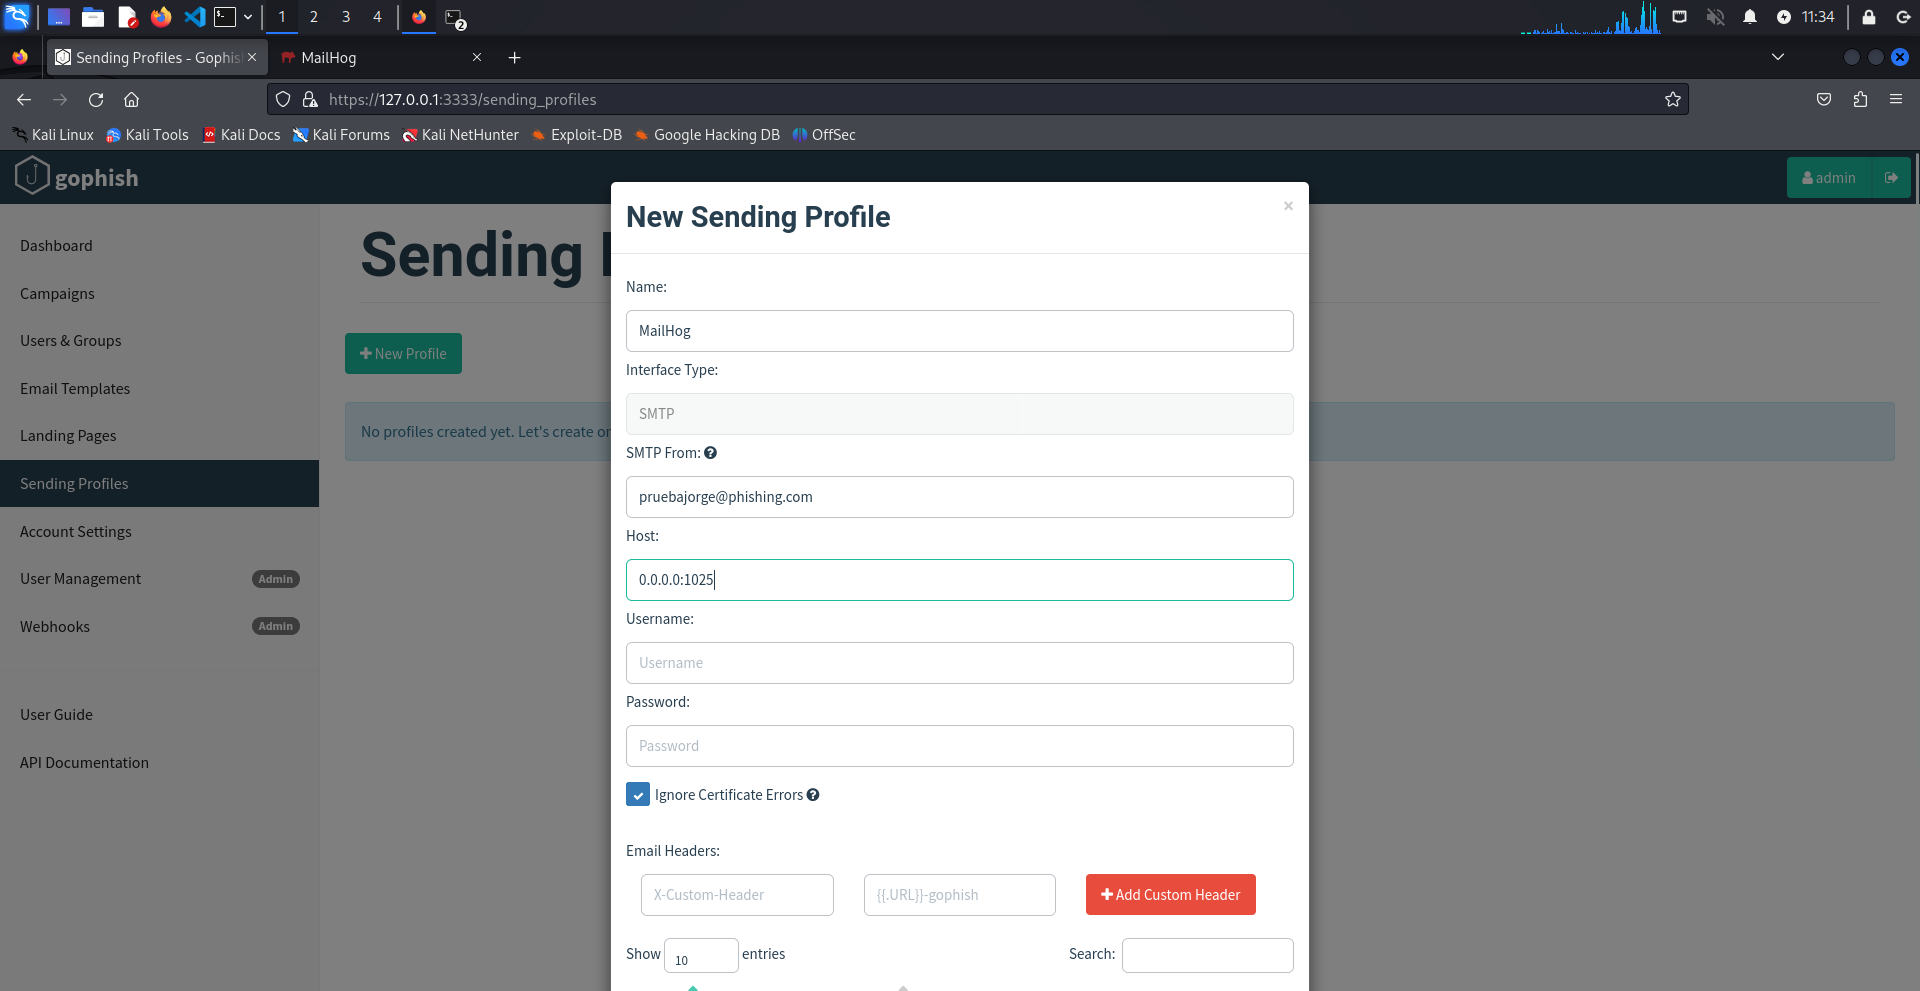 1 2 3 4 2 11:34
Sending Profiles - Gophis MailHog
https://127.0.0.1:3333/sending_profiles
Kali Linux Kali Tools Kali Docs Kali Forums Kali NetHunter Exploit-DB Google Hacking DB OffSec
gophish admin
Dashboard
Campaigns
Users & Groups
Email Templates
Landing Pages
Sending Profiles
Account Settings
User Management Admin
Webhooks Admin
User Guide
API Documentation
Sending
New Profile
No profiles created yet. Let's create
New Sending Profile ×
Name:
MailHog
Interface Type:
SMTP
SMTP From: ?
pruebajorge@phishing.com
Host:
0.0.0.0:1025
Username:
Username
Password:
Password
Ignore Certificate Errors ?
Email Headers:
X-Custom-Header {{.URL}}-gophish Add Custom Header
Show 10 entries Search: